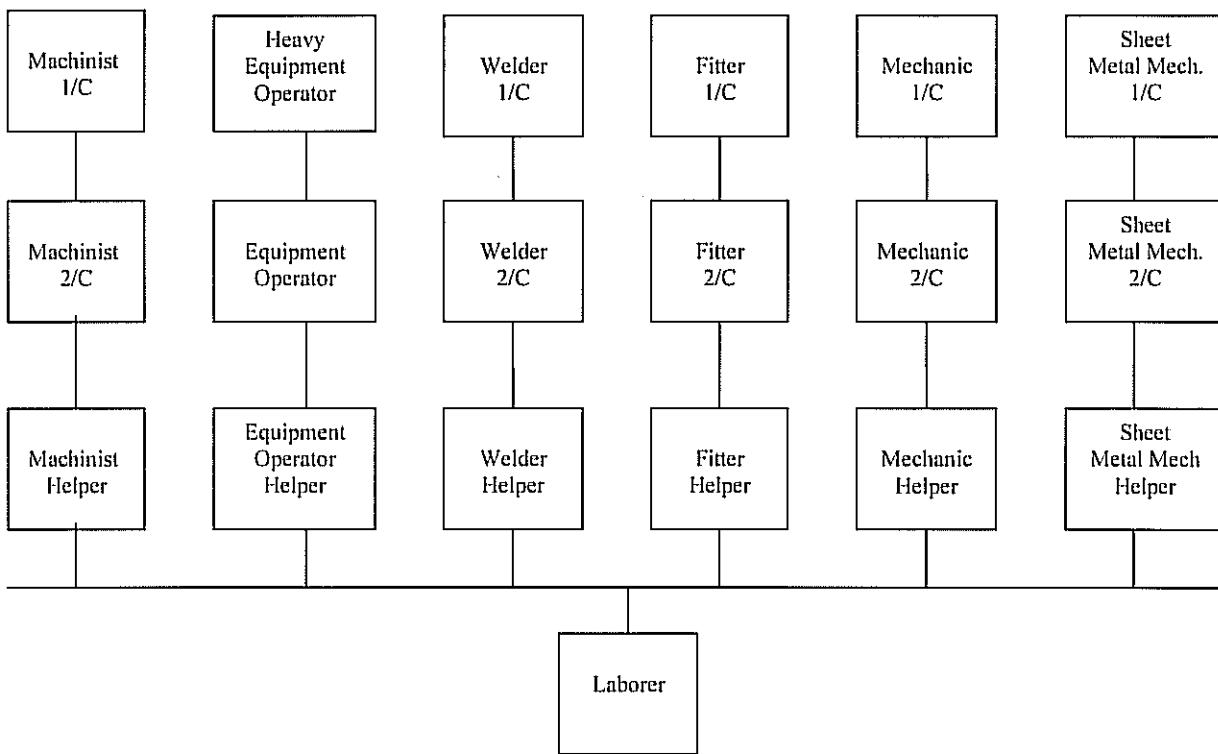 Machinist
1/C
Heavy
Equipment
Operator
Welder
1/C
Fitter
1/C
Mechanic
1/C
Sheet
Metal Mech.
1/C
Machinist
2/C
Equipment
Operator
Welder
2/C
Fitter
2/C
Mechanic
2/C
Sheet
Metal Mech.
2/C
Machinist
Helper
Equipment
Operator
Helper
Welder
Helper
Fitter
Helper
Mechanic
Helper
Sheet
Metal Mech
Helper
Laborer